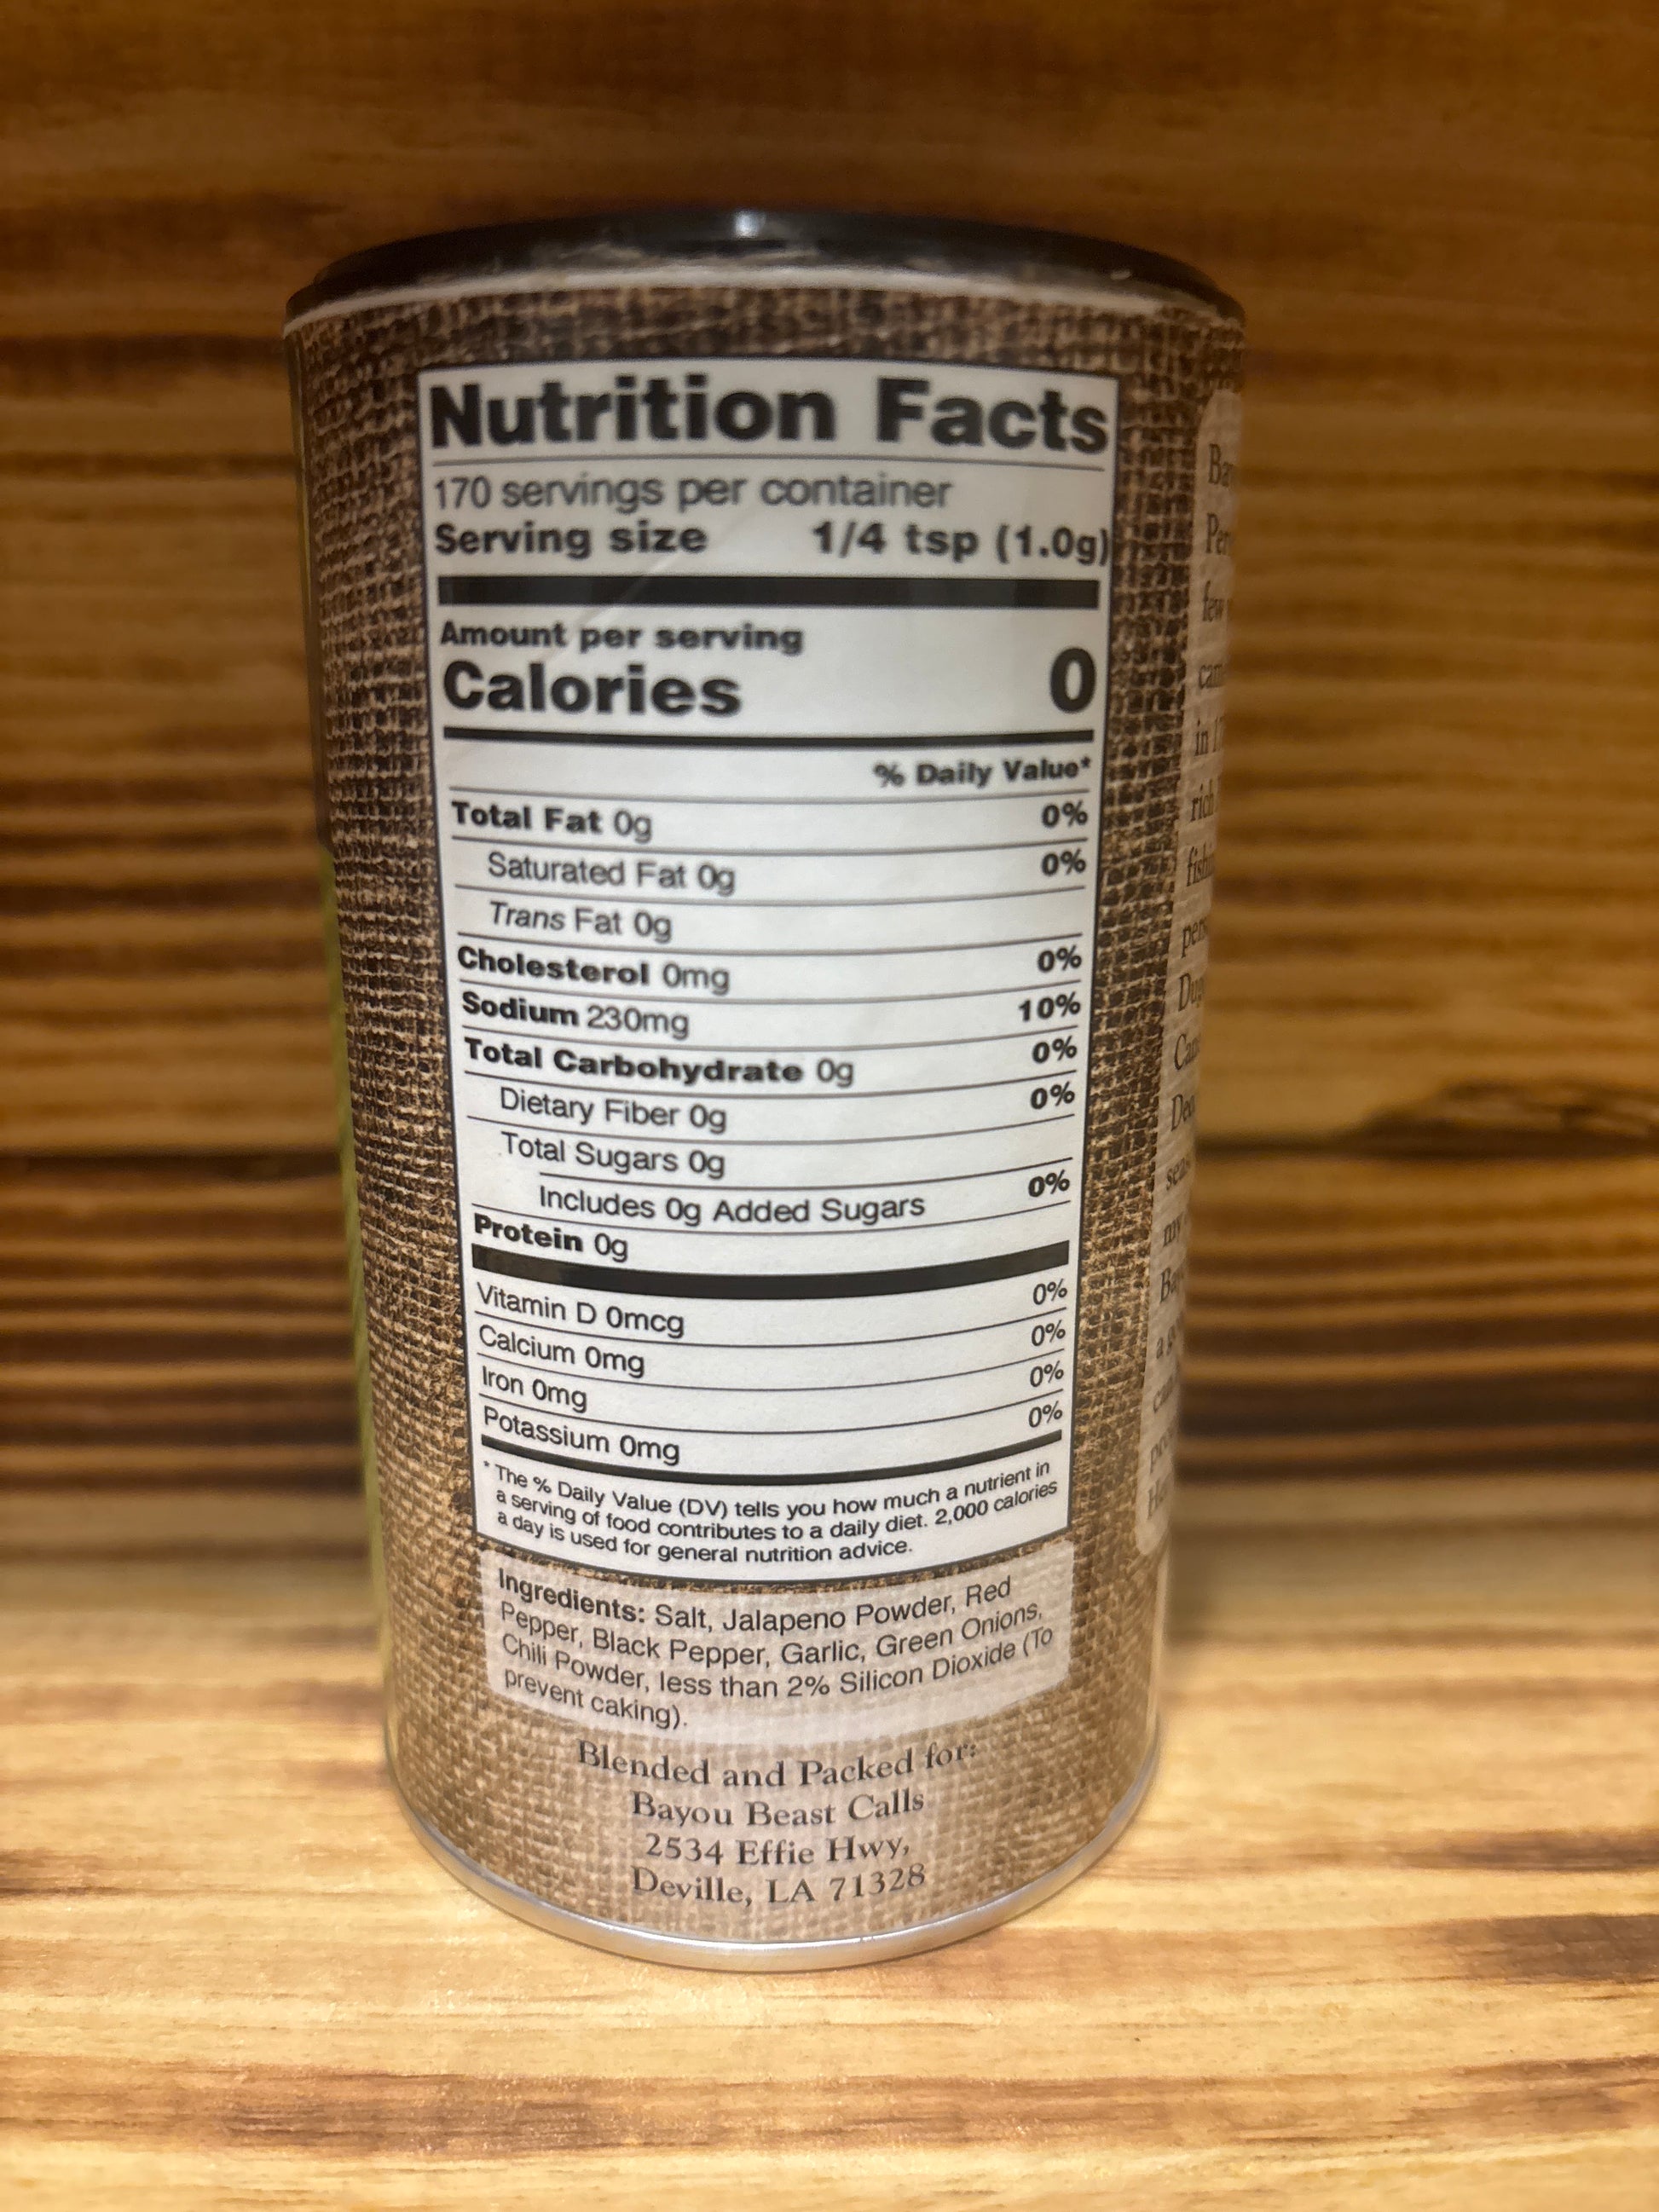 Nutrition Facts
170 servings per container
Serving size 1/4 tsp (1.0g)
Amount per serving
Calories 0
% Daily Value*
Total Fat 0g 0%
Saturated Fat 0g 0%
Trans Fat 0g
Cholesterol 0mg 0%
Sodium 230mg 10%
Total Carbohydrate 0g 0%
Dietary Fiber 0g 0%
Total Sugars 0g
Includes 0g Added Sugars 0%
Protein 0g
Vitamin D 0mcg 0%
Calcium 0mg 0%
Iron 0mg 0%
Potassium 0mg 0%
* The % Daily Value (DV) tells you how much a nutrient in
a serving of food contributes to a daily diet. 2,000 calories
a day is used for general nutrition advice.
Ingredients: Salt, Jalapeno Powder, Red
Pepper, Black Pepper, Garlic, Green Onions,
Chili Powder, less than 2% Silicon Dioxide (To
prevent caking).
Blended and Packed for:
Bayou Beast Calls
2534 Effie Hwy,
Deville, LA 71328
few
in